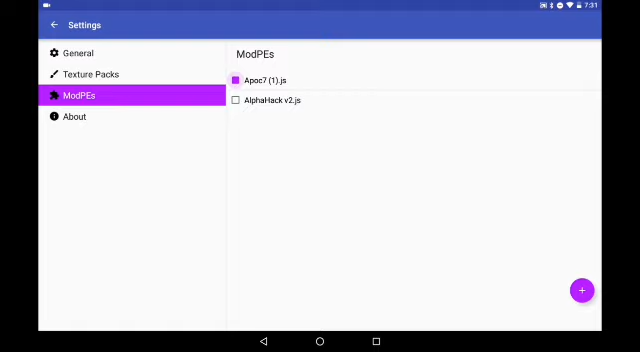 7:31
Settings
General
Texture Packs
ModPEs
About
ModPEs
Apoc7 (1).js
AlphaHack v2.js